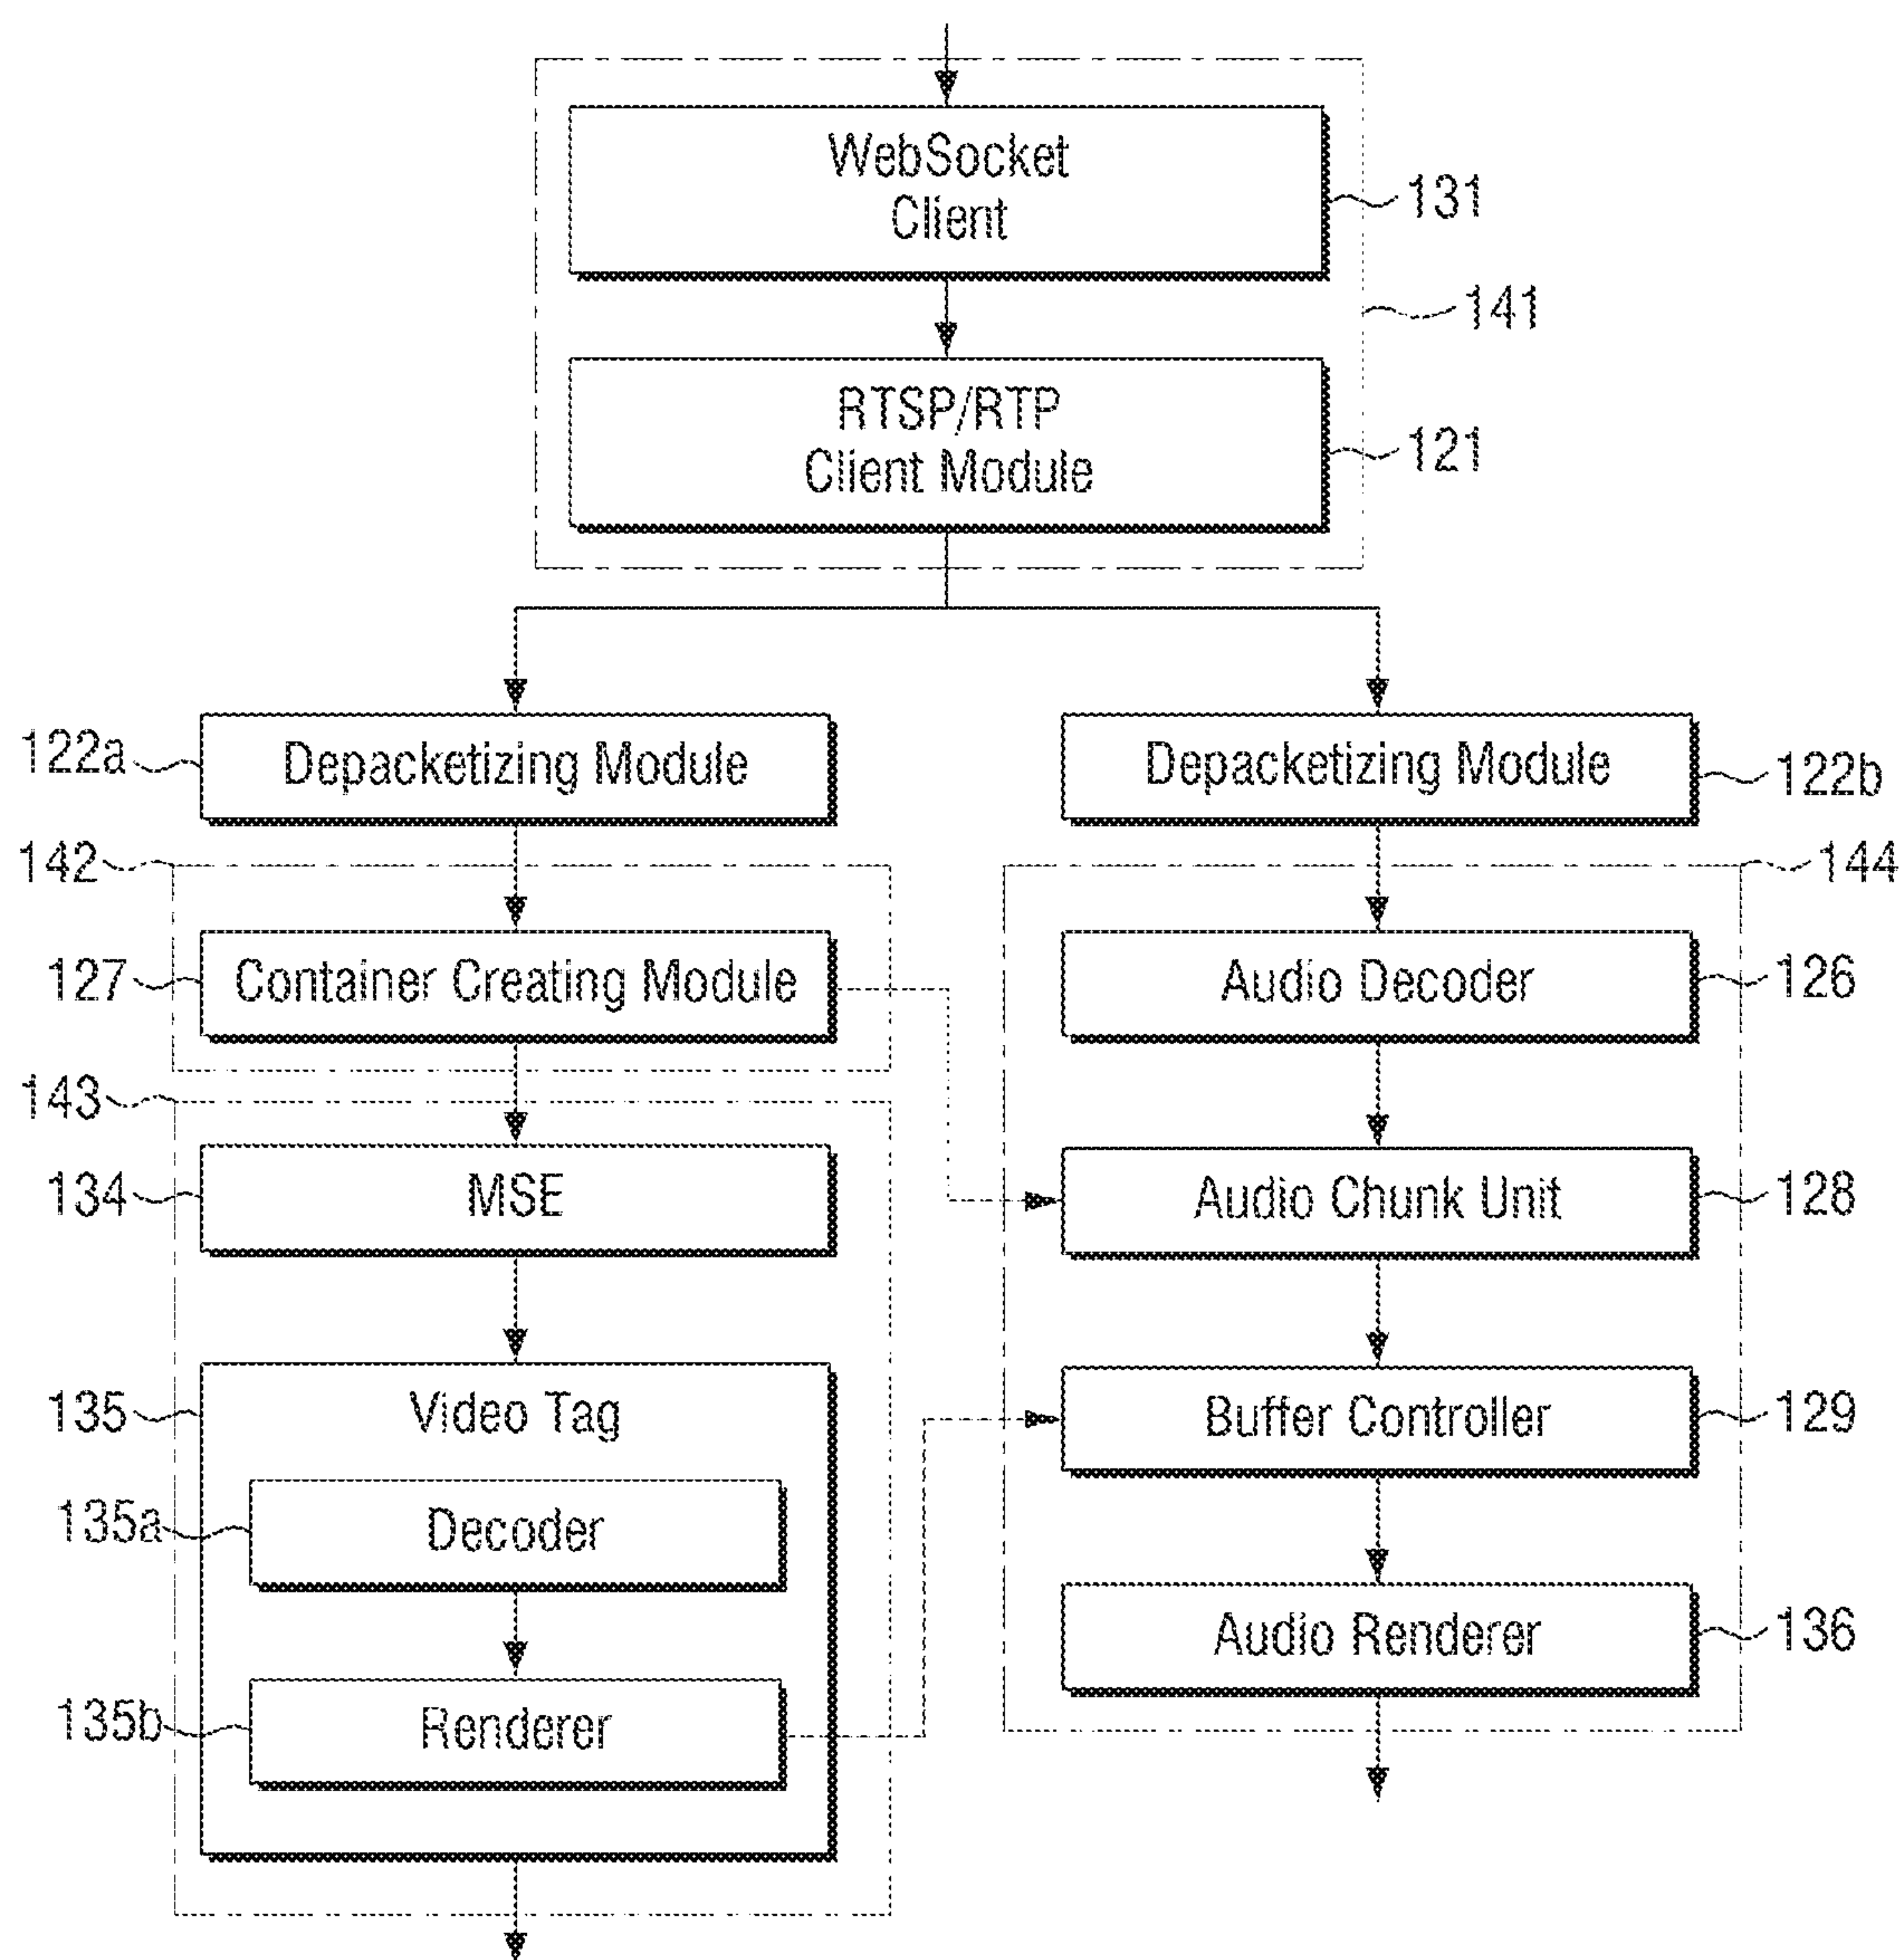 WebSocket
Client
131
141
RTSP/RTP
Client Module
121
122a
Depacketizing Module
Depacketizing Module
122b
142
144
127
Container Creating Module
Audio Decoder
126
143
134
MSE
Audio Chunk Unit
128
135
Video Tag
Buffer Controller
129
135a
Decoder
Audio Renderer
136
135b
Renderer